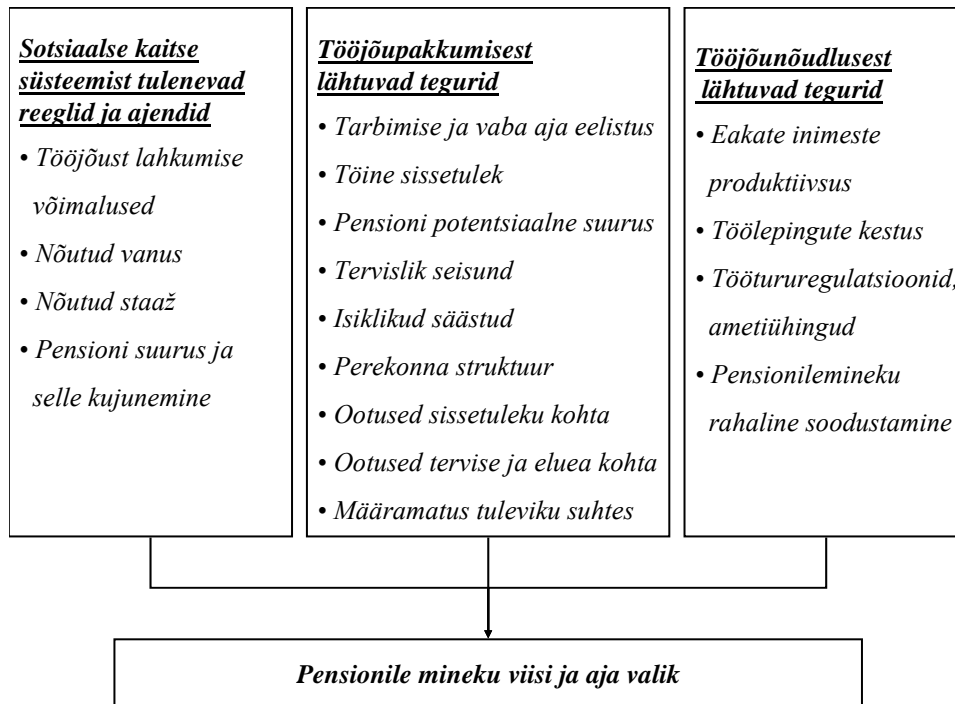 Sotsiaalse kaitse
süsteemist tulenevad
reeglid ja ajendid
• Tööjõust lahkumise
võimalused
• Nõutud vanus
• Nõutud staaž
• Pensioni suurus ja
selle kujunemine
Tööjõupakkumisest
lähtuvad tegurid
• Tarbimise ja vaba aja eelistus
• Töine sissetulek
• Pensioni potentsiaalne suurus
• Tervislik seisund
• Isiklikud säästud
• Perekonna struktuur
• Ootused sissetuleku kohta
• Ootused tervise ja eluea kohta
• Määramatus tuleviku suhtes
Tööjõunõudlusest
lähtuvad tegurid
• Eakate inimeste
produktiivsus
• Töölepingute kestus
• Töötururegulatsioonid,
ametiühingud
• Pensionilemineku
rahaline soodustamine
Pensionile mineku viisi ja aja valik